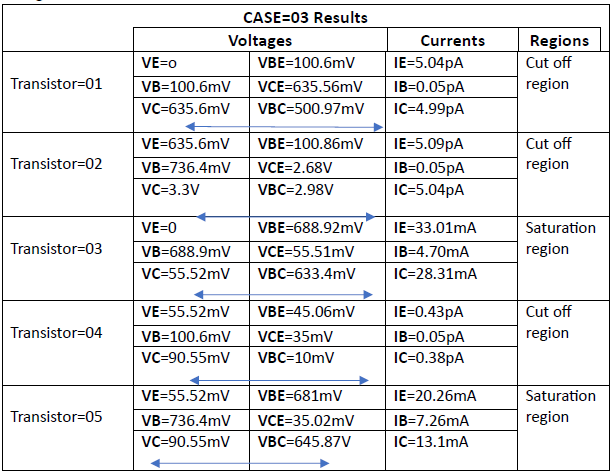 CASE=03 Results
Voltages Currents Regions
Transistor=01 VE=o VBE=100.6mV IE=5.04pA Cut off
VB=100.6mV VCE=635.56mV IB=0.05pA region
VC=635.6mV VBC=500.97mV IC=4.99pA
Transistor=02 VE=635.6mV VBE=100.86mV IE=5.09pA Cut off
VB=736.4mV VCE=2.68V IB=0.05pA region
VC=3.3V VBC=2.98V IC=5.04pA
Transistor=03 VE=0 VBE=688.92mV IE=33.01mA Saturation
VB=688.9mV VCE=55.51mV IB=4.70mA region
VC=55.52mV VBC=633.4mV IC=28.31mA
Transistor=04 VE=55.52mV VBE=45.06mV IE=0.43pA Cut off
VB=100.6mV VCE=35mV IB=0.05pA region
VC=90.55mV VBC=10mV IC=0.38pA
Transistor=05 VE=55.52mV VBE=681mV IE=20.26mA Saturation
VB=736.4mV VCE=35.02mV IB=7.26mA region
VC=90.55mV VBC=645.87V IC=13.1mA